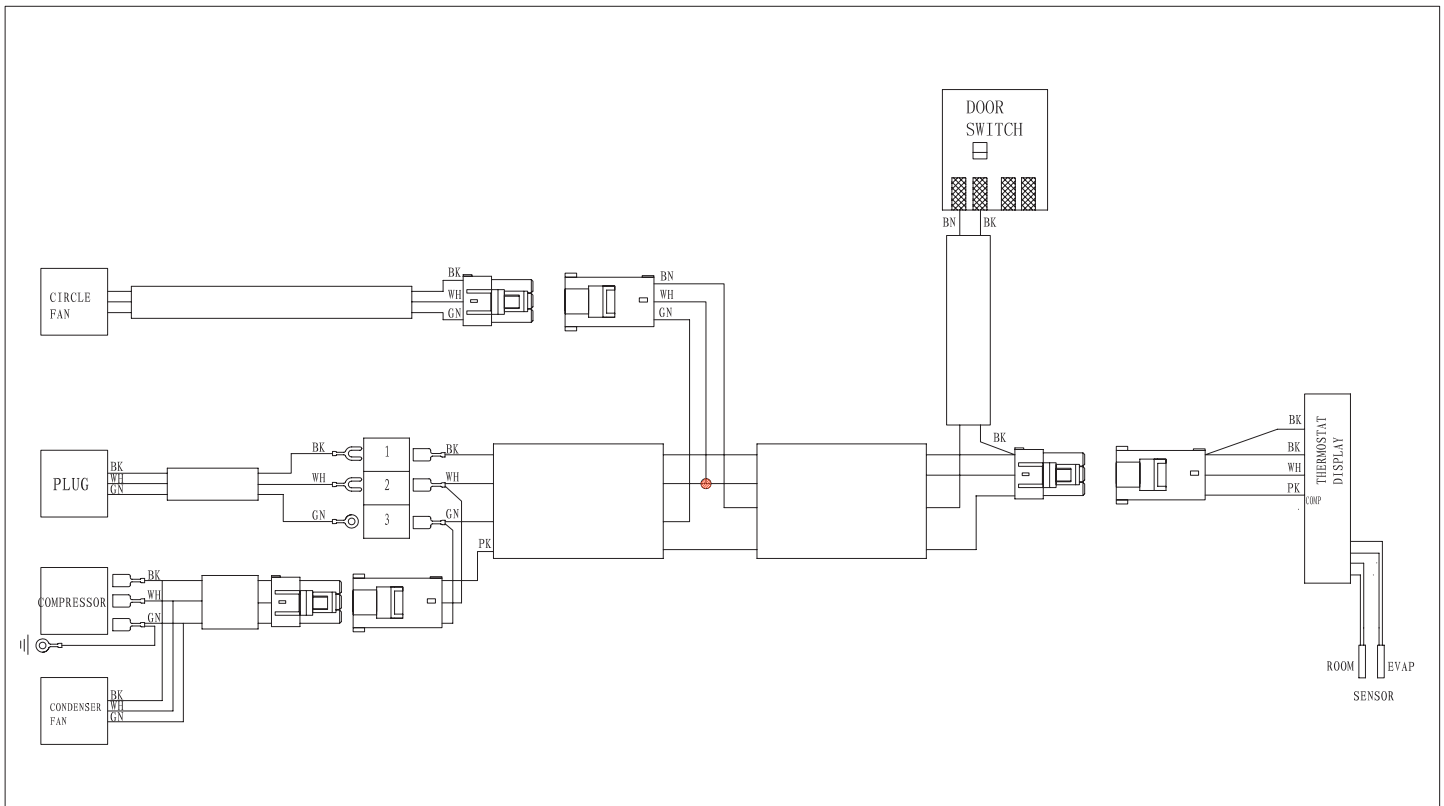 DOOR
SWITCH
BN BK
CIRCLE
FAN
BK
WH
GN
BN
WH
GN
PLUG
BK
WH
GN
BK
WH
GN
1
2
3
BK
WH
GN
PK
BK
BK
BK
WH
PK
COMP
THERMOSTAT
DISPLAY
COMPRESSOR
BK
WH
GN
CONDENSER
FAN
BK
WH
GN
ROOM EVAP
SENSOR